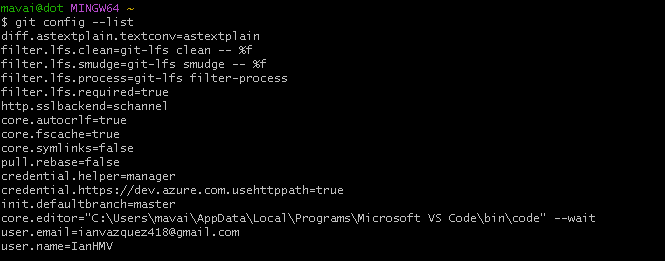 mavai@dot MINGW64 ~
$ git config --list
diff.astextplain.textconv=astextplain
filter.lfs.clean=git-lfs clean -- %f
filter.lfs.smudge=git-lfs smudge -- %f
filter.lfs.process=git-lfs filter-process
filter.lfs.required=true
http.sslbackend=schannel
core.autocrlf=true
core.fscache=true
core.symlinks=false
pull.rebase=false
credential.helper=manager
credential.https://dev.azure.com.usehttppath=true
init.defaultbranch=master
core.editor="C:\Users\mavai\AppData\Local\Programs\Microsoft VS Code\bin\code" --wait
user.email=ianvazquez418@gmail.com
user.name=IanHMV